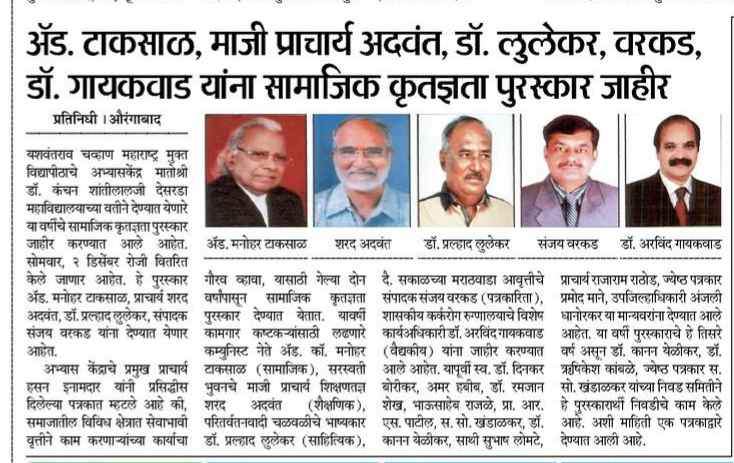 ॲड. टाकसाळ, माजी प्राचार्य अदवंत, डॉ. लुलेकर, वरकड,
डॉ. गायकवाड यांना सामाजिक कृतज्ञता पुरस्कार जाहीर
प्रतिनिधी । औरंगाबाद
यशवंतराव चव्हाण महाराष्ट्र मुक्त
विद्यापीठाचे अभ्यासकेंद्र मातोश्री
डॉ. कंचन शांतीलालजी देसरडा
महाविद्यालयाच्या वतीने देण्यात येणारे
या वर्षीचे सामाजिक कृतज्ञता पुरस्कार
जाहीर करण्यात आले आहेत.
सोमवार, २ डिसेंबर रोजी वितरित
केले जाणार आहेत. हे पुरस्कार
ॲड. मनोहर टाकसाळ, प्राचार्य शरद
अदवंत, डॉ. प्रल्हाद लुलेकर, संपादक
संजय वरकड यांना देण्यात येणार
आहेत.
अभ्यास केंद्राचे प्रमुख प्राचार्य
हसन इनामदार यांनी प्रसिद्धीस
दिलेल्या पत्रकात म्हटले आहे की,
समाजातील विविध क्षेत्रात सेवाभावी
वृत्तीने काम करणाऱ्यांच्या कार्याचा
ॲड. मनोहर टाकसाळ
शरद अदवंत
डॉ. प्रल्हाद लुलेकर
संजय वरकड
डॉ. अरविंद गायकवाड
गौरव व्हावा, यासाठी गेल्या दोन
वर्षांपासून सामाजिक कृतज्ञता
पुरस्कार देण्यात येतात. यावर्षी
कामगार कष्टकऱ्यांसाठी लढणारे
कम्युनिस्ट नेते ॲड. कॉ. मनोहर
टाकसाळ (सामाजिक), सरस्वती
भुवनचे माजी प्राचार्य शिक्षणतज्ञ
शरद अदवंत (शैक्षणिक),
परिवर्तनवादी चळवळीचे भाष्यकार
डॉ. प्रल्हाद लुलेकर (साहित्यिक),
दै. सकाळच्या मराठवाडा आवृत्तीचे
संपादक संजय वरकड (पत्रकारिता),
शासकीय कर्करोग रुग्णालयाचे विशेष
कार्यअधिकारी डॉ. अरविंद गायकवाड
(वैद्यकीय) यांना जाहीर करण्यात
आले आहेत. यापूर्वी स्व. डॉ. दिनकर
बोरीकर, अमर हबीब, डॉ. रमजान
शेख, भाऊसाहेब राजळे, प्रा. आर.
एस. पाटील, स. सो. खंडाळकर, डॉ.
कानन येळीकर, साथी सुभाष लोमटे,
प्राचार्य राजाराम राठोड, ज्येष्ठ पत्रकार
प्रमोद माने, उपजिल्हाधिकारी अंजली
धानोरकर या मान्यवरांना देण्यात आले
आहेत. या वर्षी पुरस्काराचे हे तिसरे
वर्ष असून डॉ. कानन येळीकर, डॉ.
ऋषिकेश कांबळे, ज्येष्ठ पत्रकार स.
सो. खंडाळकर यांच्या निवड समितीने
हे पुरस्कारार्थी निवडीचे काम केले
आहे. अशी माहिती एक पत्रकाद्वारे
देण्यात आली आहे.